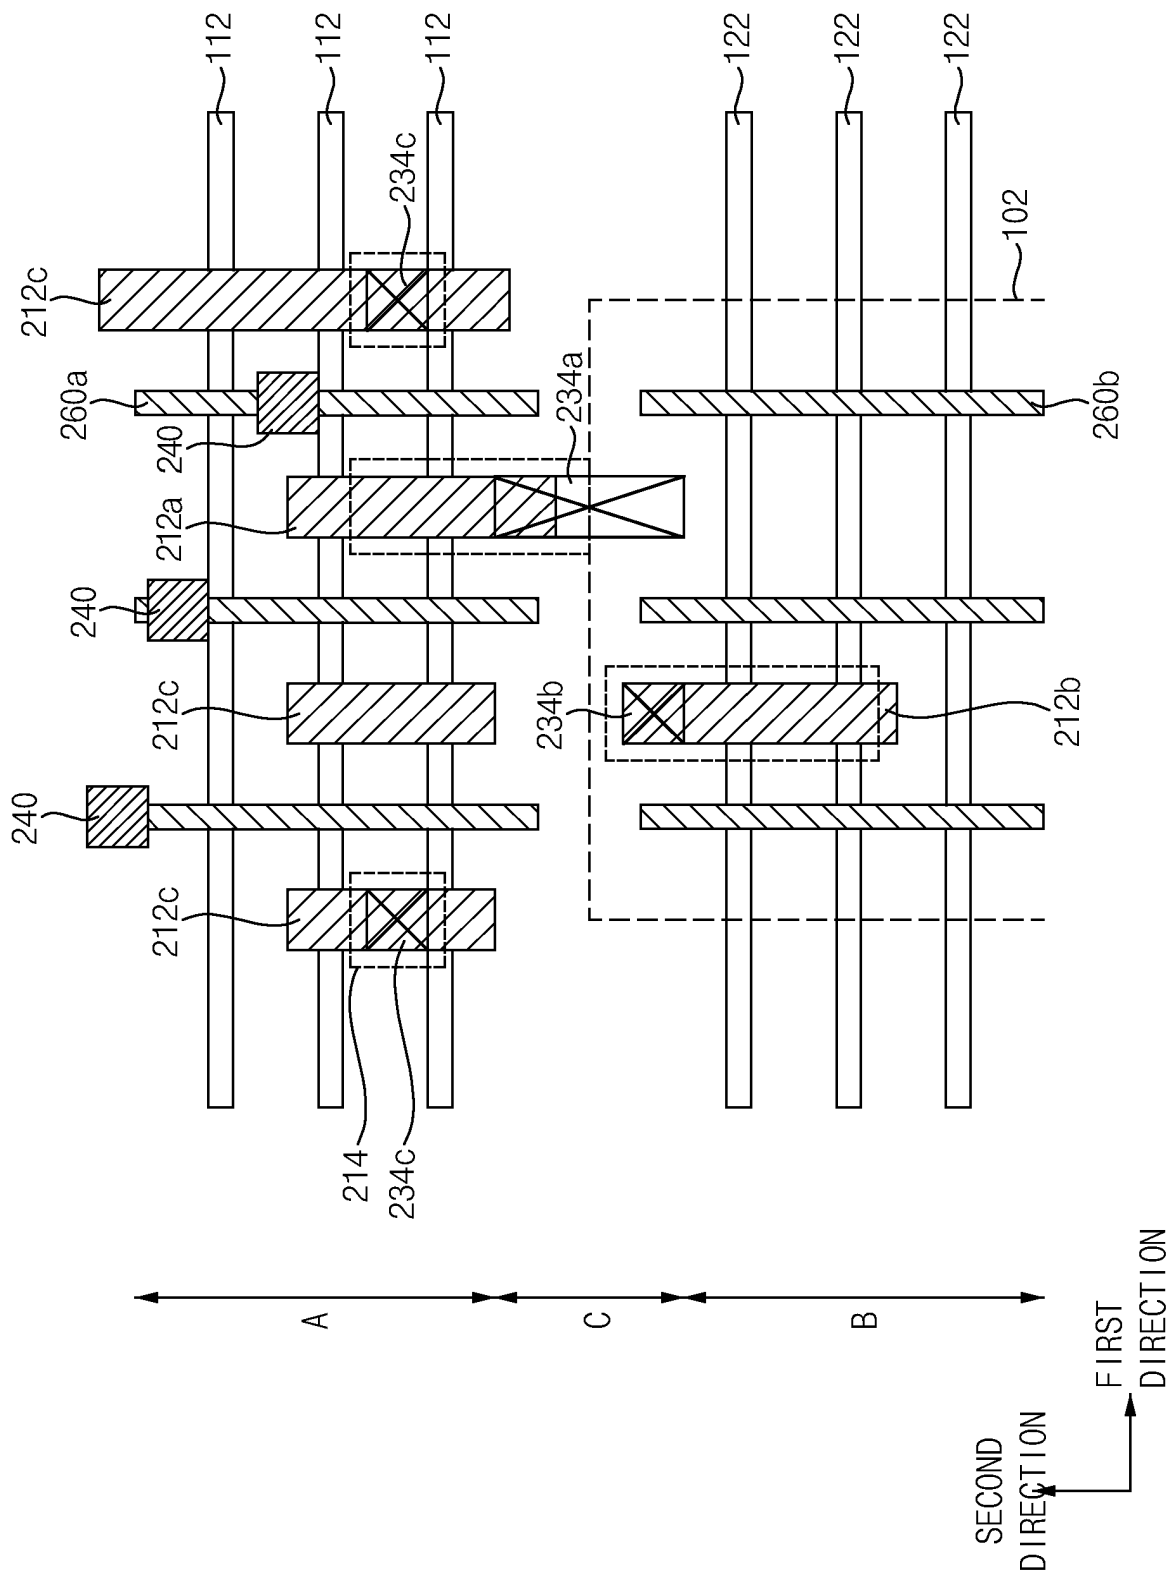 112
112
112
122
122
122
234c
102
212c
260a
240
234a
260b
212a
240
212c
234b
212b
240
212c
214
234c
A
C
B
FIRST
DIRECTION
SECOND
DIRECTION